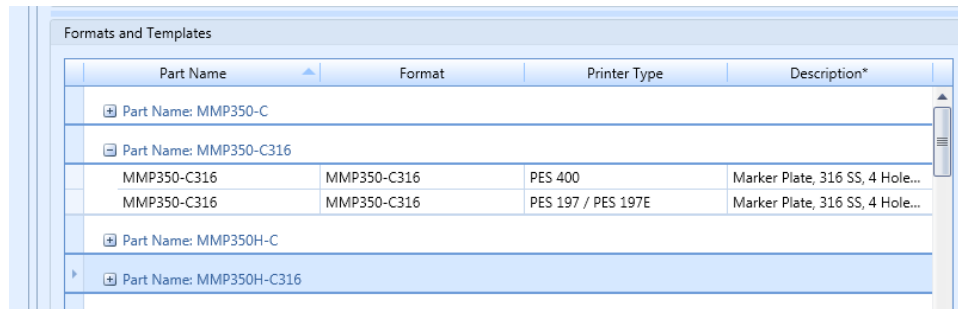 Formats and Templates
Part Name Format Printer Type Description*
Part Name: MMP350-C
Part Name: MMP350-C316
MMP350-C316 MMP350-C316 PES 400 Marker Plate, 316 SS, 4 Hole...
MMP350-C316 MMP350-C316 PES 197 / PES 197E Marker Plate, 316 SS, 4 Hole...
Part Name: MMP350H-C
Part Name: MMP350H-C316